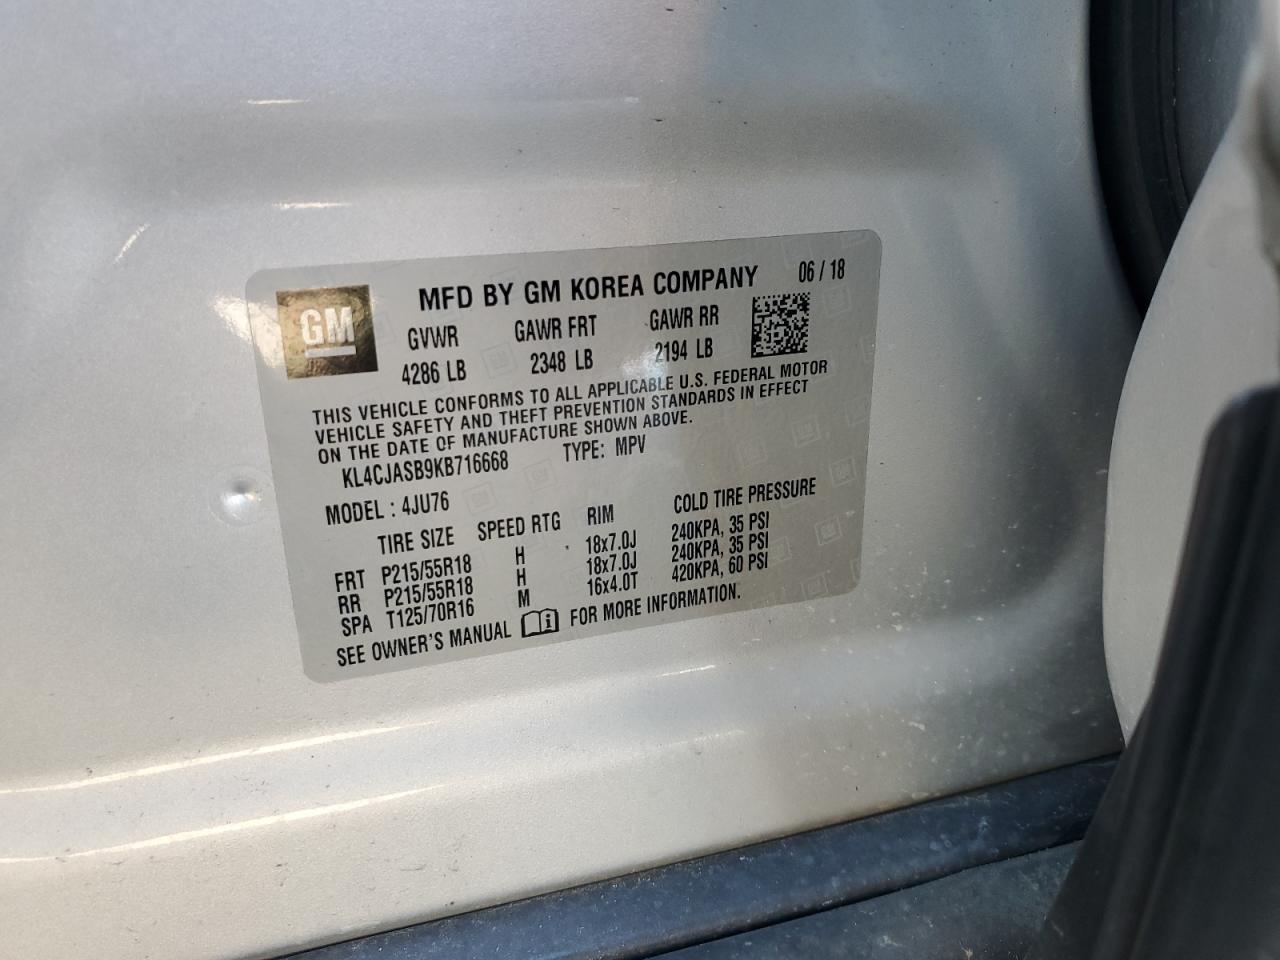 MFD BY GM KOREA COMPANY 06 / 18
GM
GVWR GAWR FRT GAWR RR
4286 LB 2348 LB 2194 LB
THIS VEHICLE CONFORMS TO ALL APPLICABLE U.S. FEDERAL MOTOR
VEHICLE SAFETY AND THEFT PREVENTION STANDARDS IN EFFECT
ON THE DATE OF MANUFACTURE SHOWN ABOVE.
KL4CJASB9KB716668 TYPE: MPV
MODEL : 4JU76
TIRE SIZE SPEED RTG RIM COLD TIRE PRESSURE
FRT P215/55R18 H 18x7.0J 240KPA, 35 PSI
RR P215/55R18 H 18x7.0J 240KPA, 35 PSI
SPA T125/70R16 M 16x4.0T 420KPA, 60 PSI
SEE OWNER'S MANUAL i FOR MORE INFORMATION.